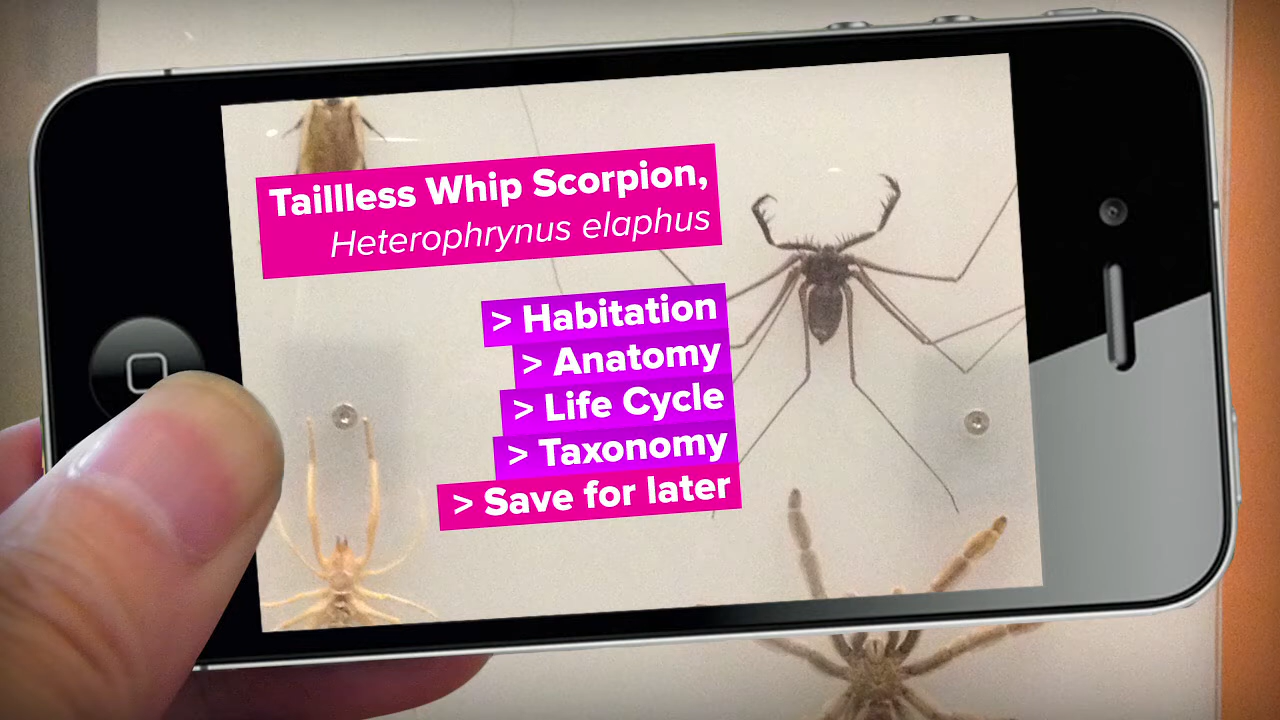 Taillless Whip Scorpion,
Heterophrynus elaphus
> Habitation
> Anatomy
> Life Cycle
> Taxonomy
> Save for later